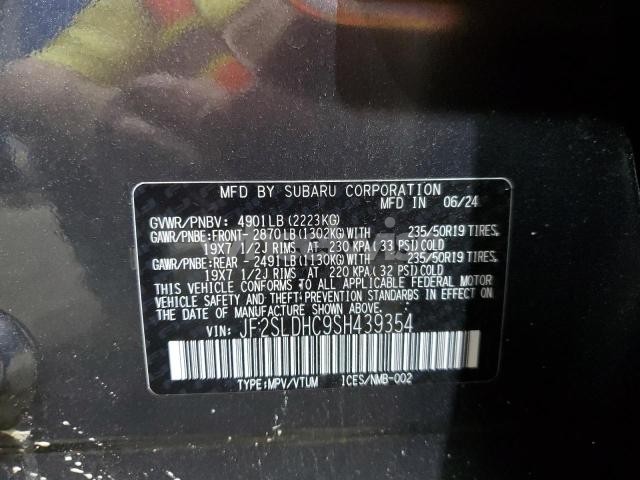 MFD BY SUBARU CORPORATION
MFD IN 06/24
GVWR/PNBV: 4901LB(2223KG)
GAWR/PNBE:FRONT-2870LB(1302KG)WITH 235/50R19 TIRES,
19X7 1/2J RIMS, AT 230 KPA(33 PSI)COLD
GAWR/PNBE:REAR -2491LB(1130KG)WITH 235/50R19 TIRES,
19X7 1/2J RIMS, AT 220 KPA(32 PSI)COLD
THIS VEHICLE CONFORMS TO ALL APPLICABLE FEDERAL MOTOR
VEHICLE SAFETY, BUMPER, AND THEFT PREVENTION STANDARDS
IN EFFECT ON THE DATE OF MANUFACTURE SHOWN ABOVE.
VIN: JF2SLDHC9SH439354
TYPE:MPV/VTUM ICES/NMB-002